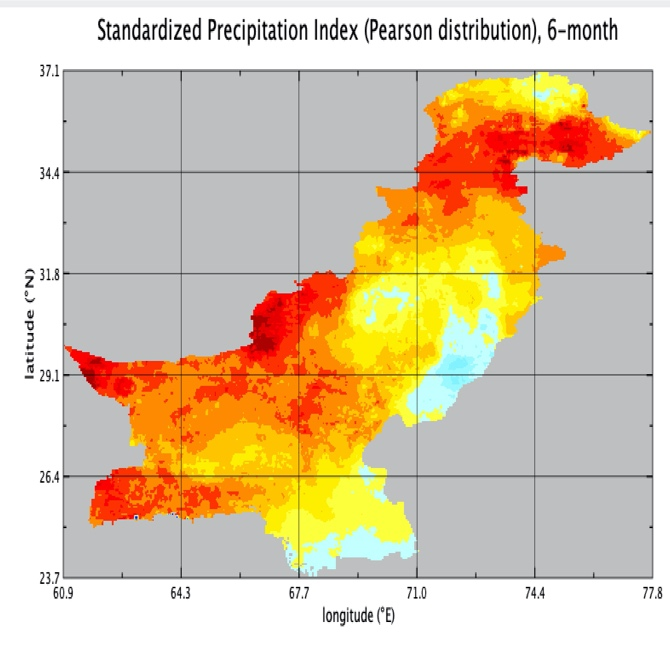 Standardized Precipitation Index (Pearson distribution), 6-month
37.1
34.4
31.8
29.1
26.4
23.7
latitude (°N)
60.9 64.3 67.7 71.0 74.4 77.8
longitude (°E)